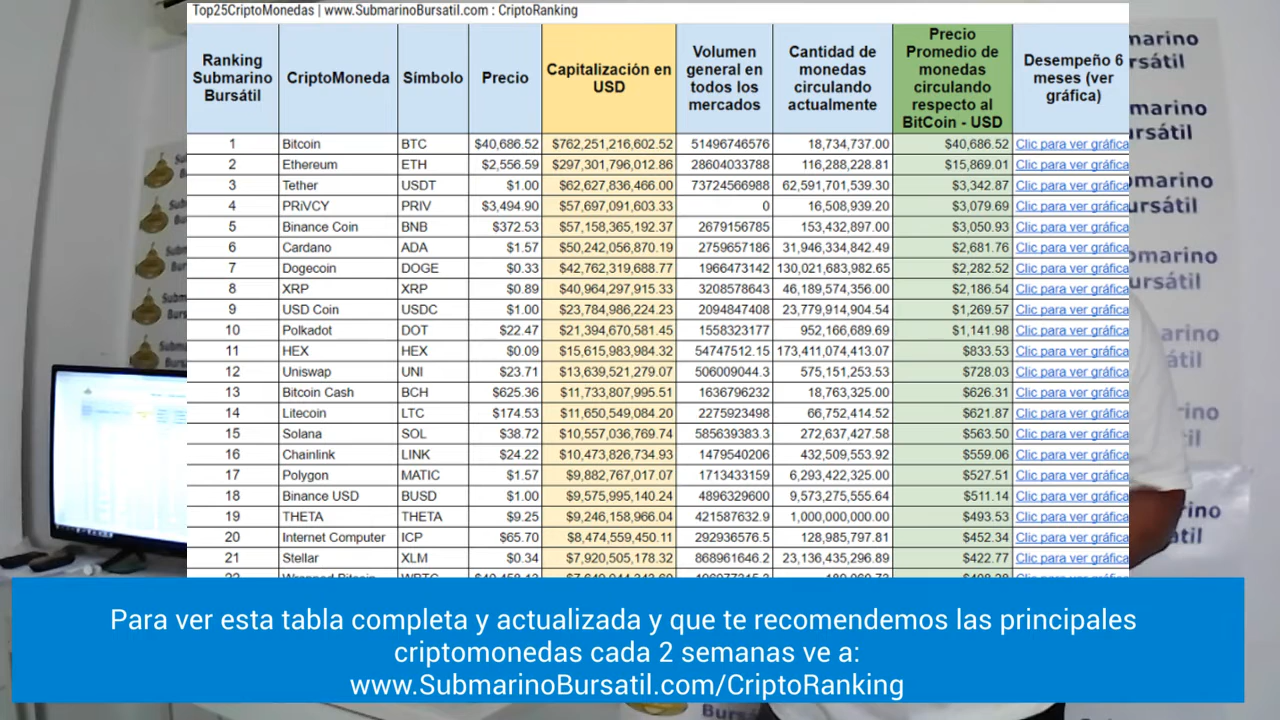 Top25CriptoMonedas | www.SubmarinoBursatil.com : CriptoRanking
Ranking Submarino Bursátil CriptoMoneda Símbolo Precio Capitalización en USD Volumen general en todos los mercados Cantidad de monedas circulando actualmente Precio Promedio de monedas circulando respecto al BitCoin - USD Desempeño 6 meses (ver gráfica)
1 Bitcoin BTC $40,686.52 $762,251,216,602.52 51496746576 18,734,737.00 $40,686.52 Clic para ver gráfica
2 Ethereum ETH $2,556.59 $297,301,796,012.86 28604033788 116,288,228.81 $15,869.01 Clic para ver gráfica
3 Tether USDT $1.00 $62,627,836,466.00 73724566988 62,591,701,539.30 $3,342.87 Clic para ver gráfica
4 PRiVCY PRIV $3,494.90 $57,697,091,603.33 0 16,508,939.20 $3,079.69 Clic para ver gráfica
5 Binance Coin BNB $372.53 $57,158,365,192.37 2679156785 153,432,897.00 $3,050.93 Clic para ver gráfica
6 Cardano ADA $1.57 $50,242,056,870.19 2759657186 31,946,334,842.49 $2,681.76 Clic para ver gráfica
7 Dogecoin DOGE $0.33 $42,762,319,688.77 1966473142 130,021,683,982.65 $2,282.52 Clic para ver gráfica
8 XRP XRP $0.89 $40,964,297,915.33 3208578643 46,189,574,356.00 $2,186.54 Clic para ver gráfica
9 USD Coin USDC $1.00 $23,784,986,224.23 2094847408 23,779,914,904.54 $1,269.57 Clic para ver gráfica
10 Polkadot DOT $22.47 $21,394,670,581.45 1558323177 952,166,689.69 $1,141.98 Clic para ver gráfica
11 HEX HEX $0.09 $15,615,983,984.32 54747512.15 173,411,074,413.07 $833.53 Clic para ver gráfica
12 Uniswap UNI $23.71 $13,639,521,279.07 506009044.3 575,151,253.53 $728.03 Clic para ver gráfica
13 Bitcoin Cash BCH $625.36 $11,733,807,995.51 1636796232 18,763,325.00 $626.31 Clic para ver gráfica
14 Litecoin LTC $174.53 $11,650,549,084.20 2275923498 66,752,414.52 $621.87 Clic para ver gráfica
15 Solana SOL $38.72 $10,557,036,769.74 585639383.3 272,637,427.58 $563.50 Clic para ver gráfica
16 Chainlink LINK $24.22 $10,473,826,734.93 1479540206 432,509,553.92 $559.06 Clic para ver gráfica
17 Polygon MATIC $1.57 $9,882,767,017.07 1713433159 6,293,422,325.00 $527.51 Clic para ver gráfica
18 Binance USD BUSD $1.00 $9,575,995,140.24 4896329600 9,573,275,555.64 $511.14 Clic para ver gráfica
19 THETA THETA $9.25 $9,246,158,966.04 421587632.9 1,000,000,000.00 $493.53 Clic para ver gráfica
20 Internet Computer ICP $65.70 $8,474,559,450.11 292936576.5 128,985,797.81 $452.34 Clic para ver gráfica
21 Stellar XLM $0.34 $7,920,505,178.32 868961646.2 23,136,435,296.89 $422.77 Clic para ver gráfica
Para ver esta tabla completa y actualizada y que te recomendemos las principales
criptomonedas cada 2 semanas ve a:
www.SubmarinoBursatil.com/CriptoRanking